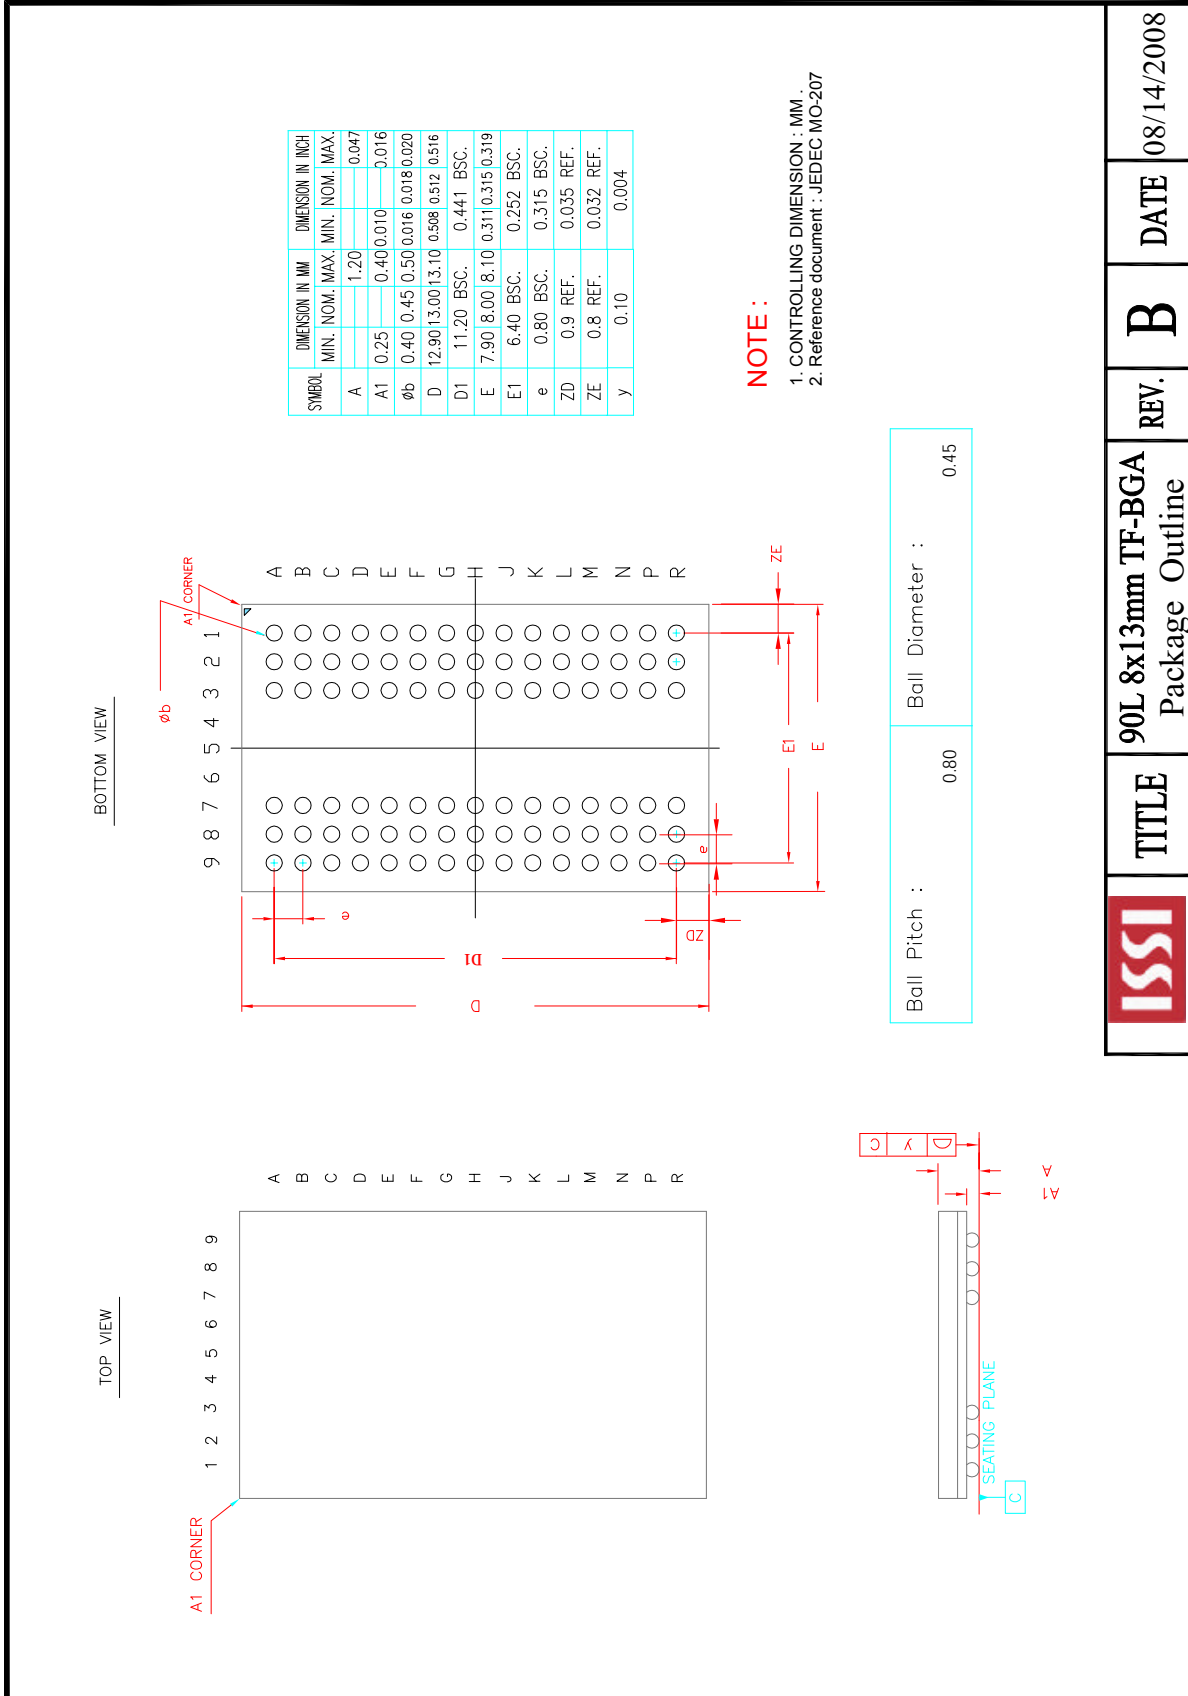 TOP VIEW
A1 CORNER
1 2 3 4 5 6 7 8 9
A
B
C
D
E
F
G
H
J
K
L
M
N
P
R
BOTTOM VIEW
øb
A1 CORNER
9 8 7 6 5 4 3 2 1
A
B
C
D
E
F
G
H
J
K
L
M
N
P
R
e
D1
D
ZD
e
E1
E
ZE
SYMBOL DIMENSION IN MM DIMENSION IN INCH
MIN. NOM. MAX. MIN. NOM. MAX.
A 1.20 0.047
A1 0.25 0.40 0.010 0.016
øb 0.40 0.45 0.50 0.016 0.018 0.020
D 12.90 13.00 13.10 0.508 0.512 0.516
D1 11.20 BSC. 0.441 BSC.
E 7.90 8.00 8.10 0.311 0.315 0.319
E1 6.40 BSC. 0.252 BSC.
e 0.80 BSC. 0.315 BSC.
ZD 0.9 REF. 0.035 REF.
ZE 0.8 REF. 0.032 REF.
y 0.10 0.004
NOTE :
1. CONTROLLING DIMENSION : MM .
2. Reference document : JEDEC MO-207
SEATING PLANE
C
y C
A
A1
Ball Pitch : 0.80
Ball Diameter : 0.45
ISSI
TITLE
90L 8x13mm TF-BGA
Package Outline
REV.
B
DATE
08/14/2008